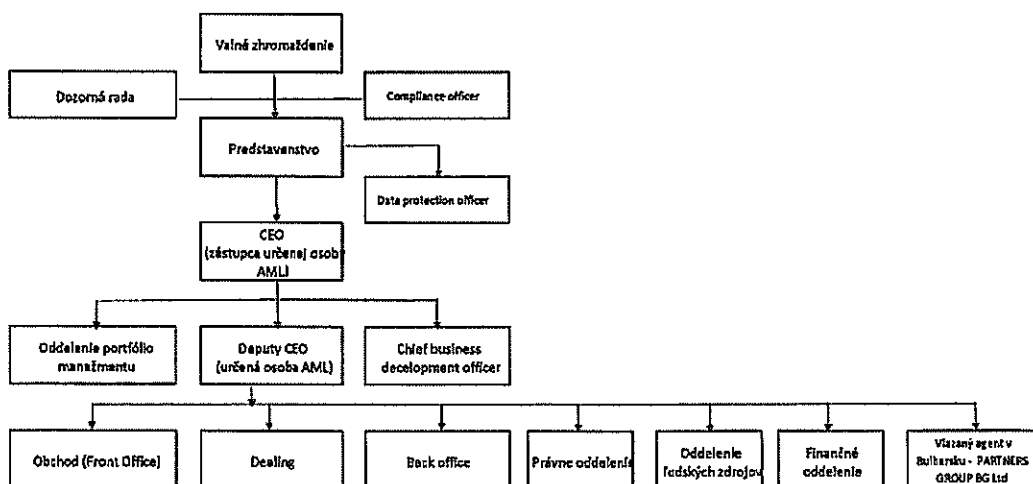 Valné zhromaždenie
Dozorná rada
Compliance officer
Predstavenstvo
Data protection officer
CEO
(zástupca určenej osoby
AML)
Oddelenie portfólio
manažmentu
Deputy CEO
(určená osoba AML)
Chief business
development officer
Obchod (Front Office)
Dealing
Back office
Právne oddelenie
Oddelenie
ľudských zdrojov
Finančné
oddelenie
Viazaný agent v
Bulharsku - PARTNERS
GROUP BG Ltd